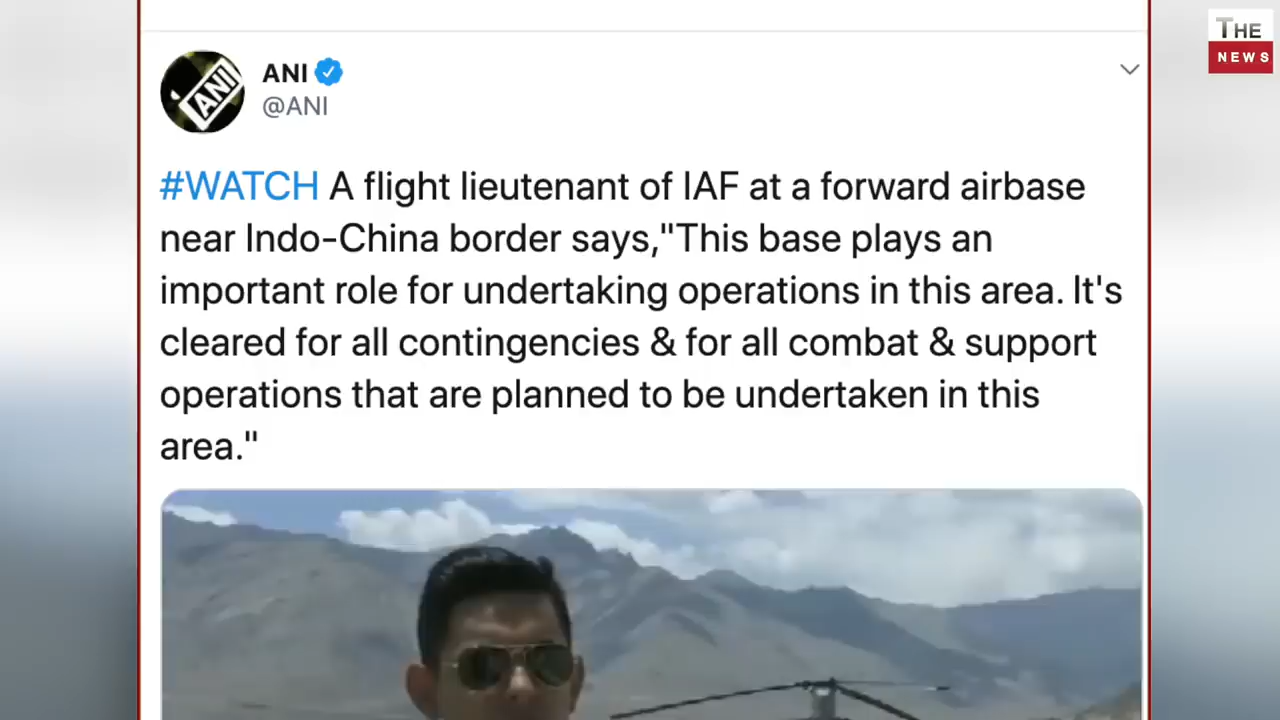 THE
NEWS
ANI
ANI
@ANI
#WATCH A flight lieutenant of IAF at a forward airbase
near Indo-China border says,"This base plays an
important role for undertaking operations in this area. It's
cleared for all contingencies & for all combat & support
operations that are planned to be undertaken in this
area."